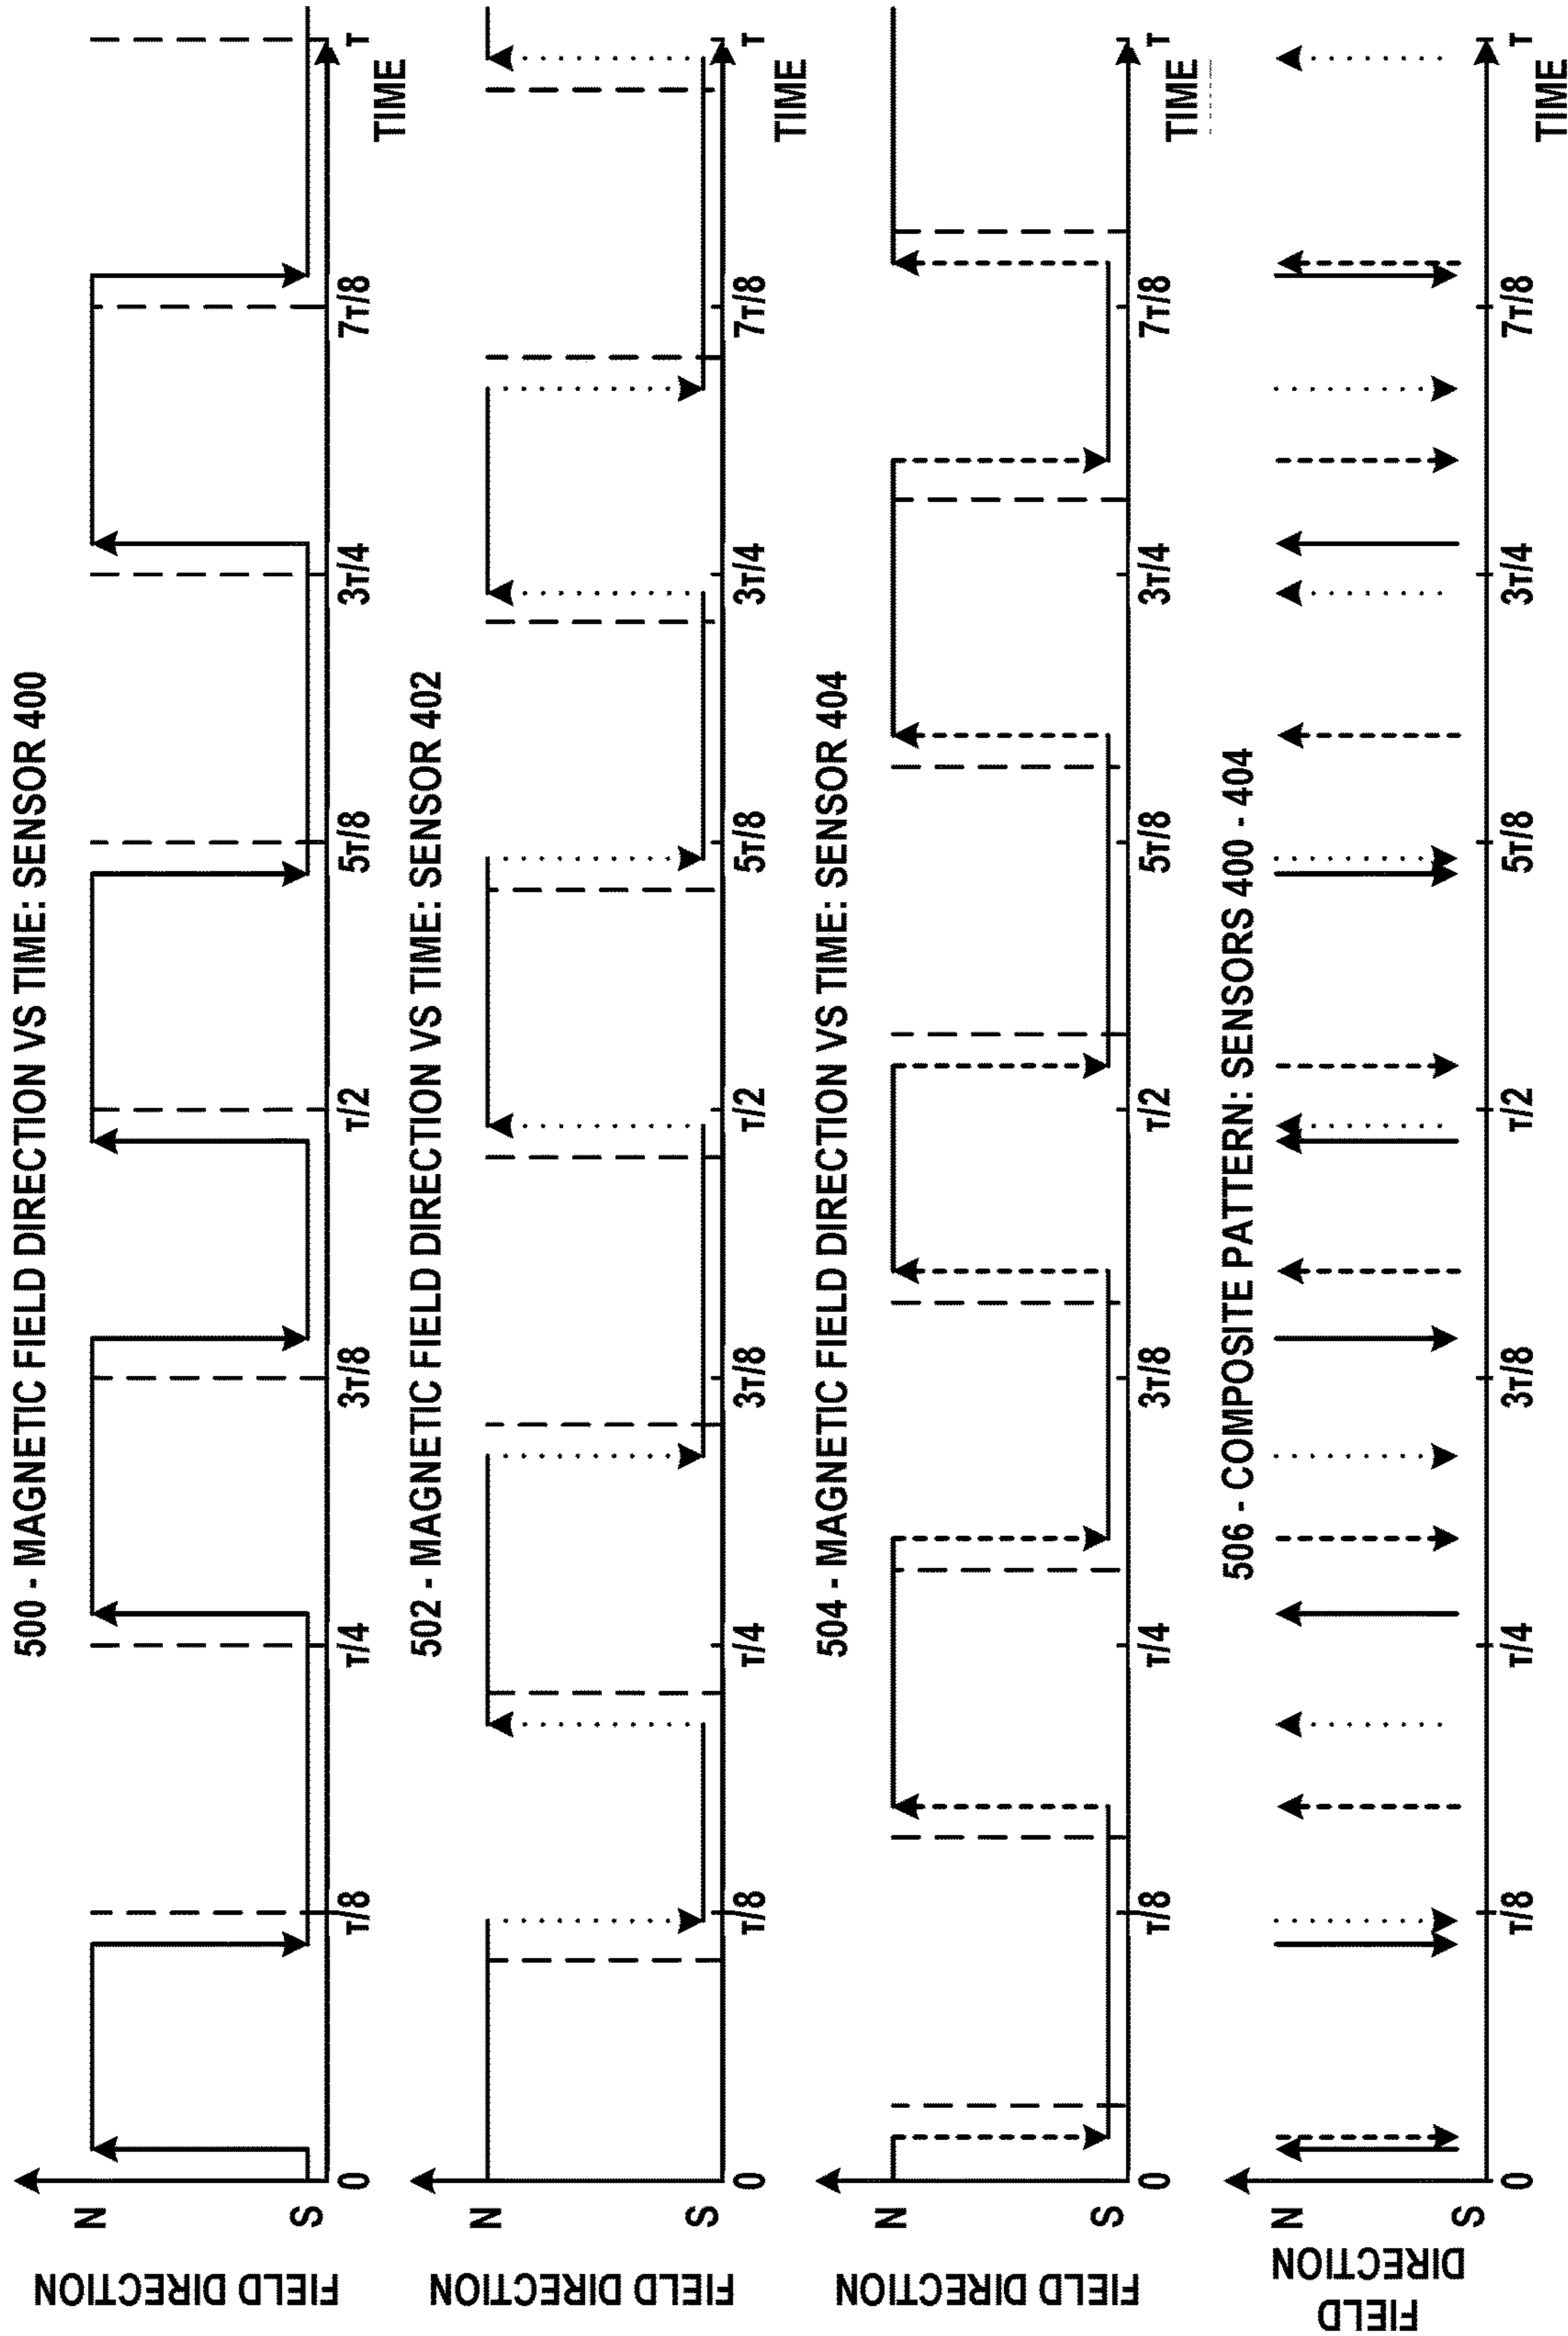 500 - MAGNETIC FIELD DIRECTION VS TIME: SENSOR 400
FIELD DIRECTION
N
S
0
τ/8
τ/4
3τ/8
τ/2
5τ/8
3τ/4
7τ/8
τ
TIME
502 - MAGNETIC FIELD DIRECTION VS TIME: SENSOR 402
FIELD DIRECTION
N
S
0
τ/8
τ/4
3τ/8
τ/2
5τ/8
3τ/4
7τ/8
τ
TIME
504 - MAGNETIC FIELD DIRECTION VS TIME: SENSOR 404
FIELD DIRECTION
N
S
0
τ/8
τ/4
3τ/8
τ/2
5τ/8
3τ/4
7τ/8
τ
TIME
506 - COMPOSITE PATTERN: SENSORS 400 - 404
FIELD
DIRECTION
N
S
0
τ/8
τ/4
3τ/8
τ/2
5τ/8
3τ/4
7τ/8
τ
TIME